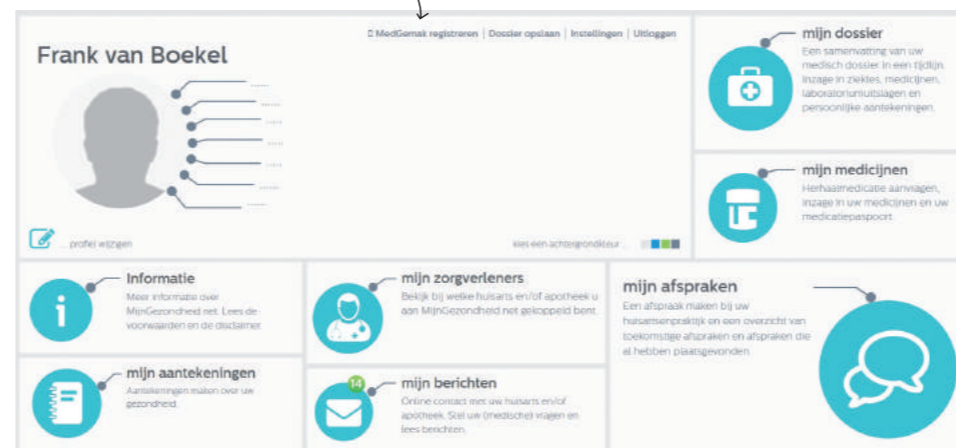 MedGemak registreren | Dossier opslaan | Instellingen | Uitloggen
Frank van Boekel
... profiel wijzigen
kies een achtergrondkleur ...
mijn dossier
Een samenvatting van uw
medisch dossier in een tijdlijn.
Inzage in ziektes, medicijnen,
laboratoriumuitslagen en
persoonlijke aantekeningen.
mijn medicijnen
Herhaalmedicatie aanvragen,
inzage in uw medicijnen en uw
medicatiepaspoort.
Informatie
Meer informatie over
MijnGezondheid.net. Lees de
voorwaarden en de disclaimer.
mijn aantekeningen
Aantekeningen maken over uw
gezondheid.
mijn zorgverleners
Bekijk bij welke huisarts en/of apotheek u
aan MijnGezondheid.net gekoppeld bent.
14
mijn berichten
Online contact met uw huisarts en/of
apotheek. Stel uw (medische) vragen en
lees berichten.
mijn afspraken
Een afspraak maken bij uw
huisartsenpraktijk en een overzicht van
toekomstige afspraken en afspraken die
al hebben plaatsgevonden.